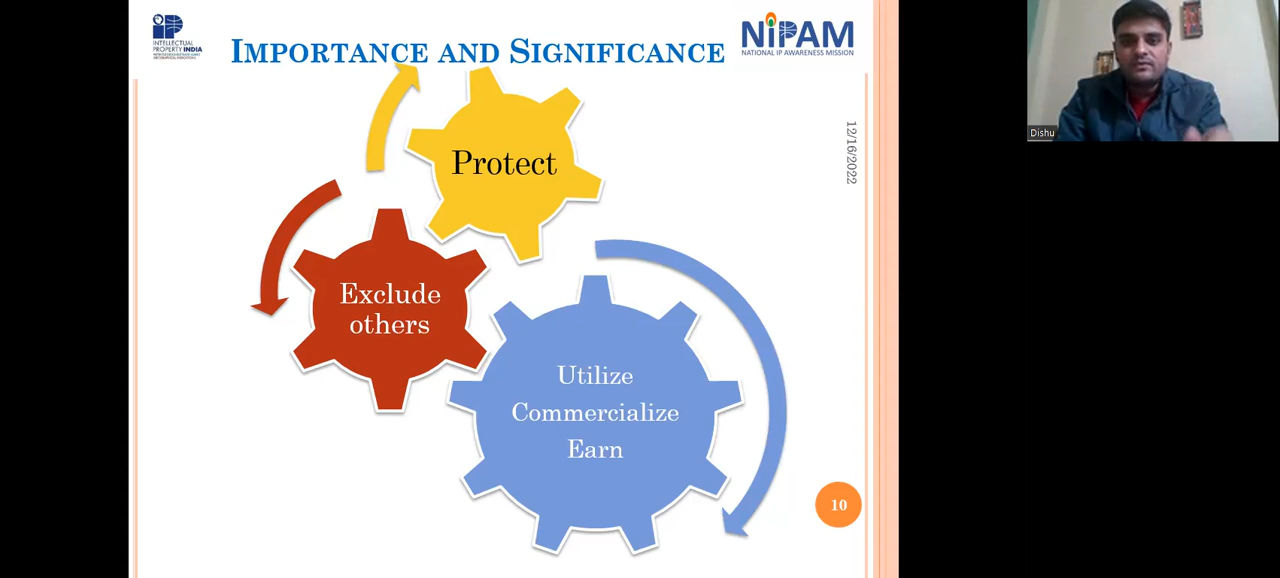 INTELLECTUAL
PROPERTY INDIA
IMPORTANCE AND SIGNIFICANCE
NiPAM
NATIONAL IP AWARENESS MISSION
Dishu
12/16/2022
Protect
Exclude
others
Utilize
Commercialize
Earn
10